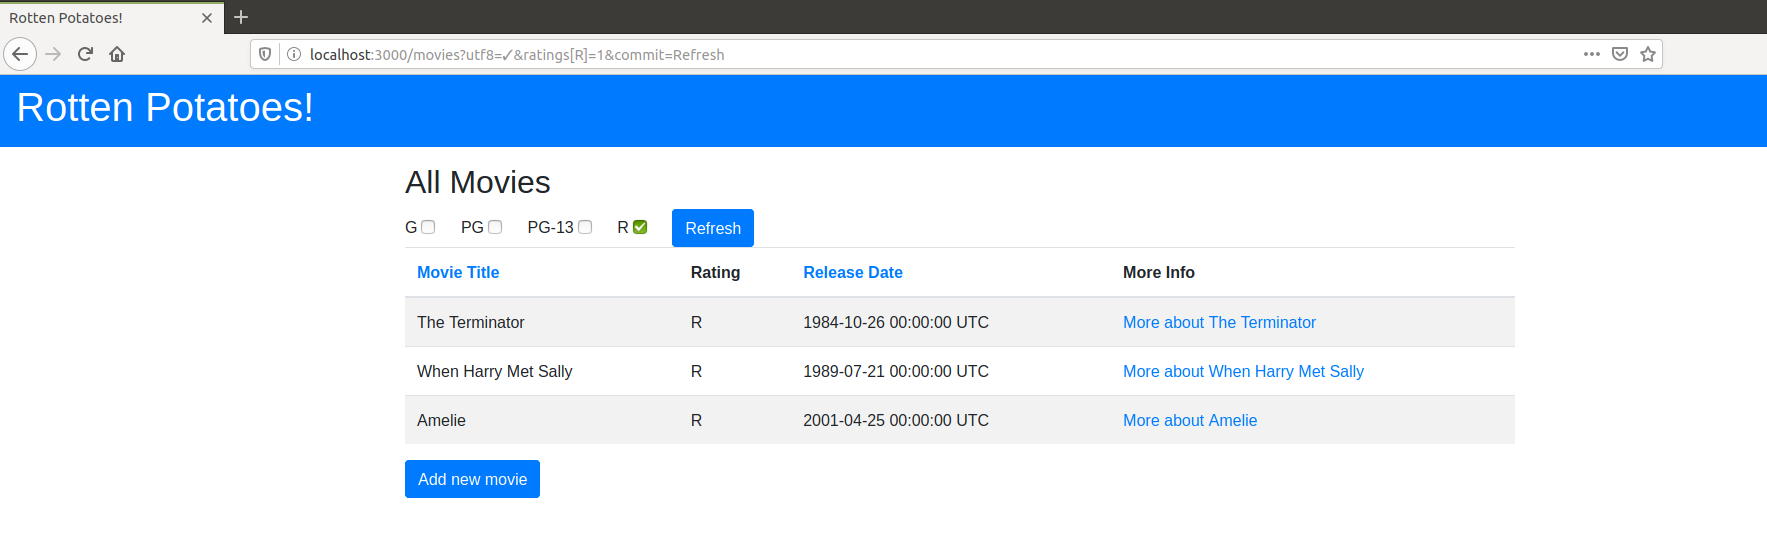 Rotten Potatoes!
localhost:3000/movies?utf8=✓&ratings[R]=1&commit=Refresh
Rotten Potatoes!
All Movies
G PG PG-13 R Refresh
Movie Title Rating Release Date More Info
The Terminator R 1984-10-26 00:00:00 UTC More about The Terminator
When Harry Met Sally R 1989-07-21 00:00:00 UTC More about When Harry Met Sally
Amelie R 2001-04-25 00:00:00 UTC More about Amelie
Add new movie